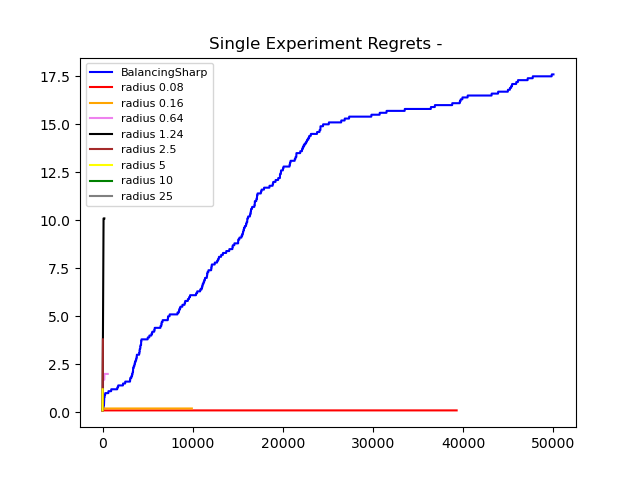 Single Experiment Regrets -
17.5
15.0
12.5
10.0
7.5
5.0
2.5
0.0
BalancingSharp
radius 0.08
radius 0.16
radius 0.64
radius 1.24
radius 2.5
radius 5
radius 10
radius 25
0 10000 20000 30000 40000 50000